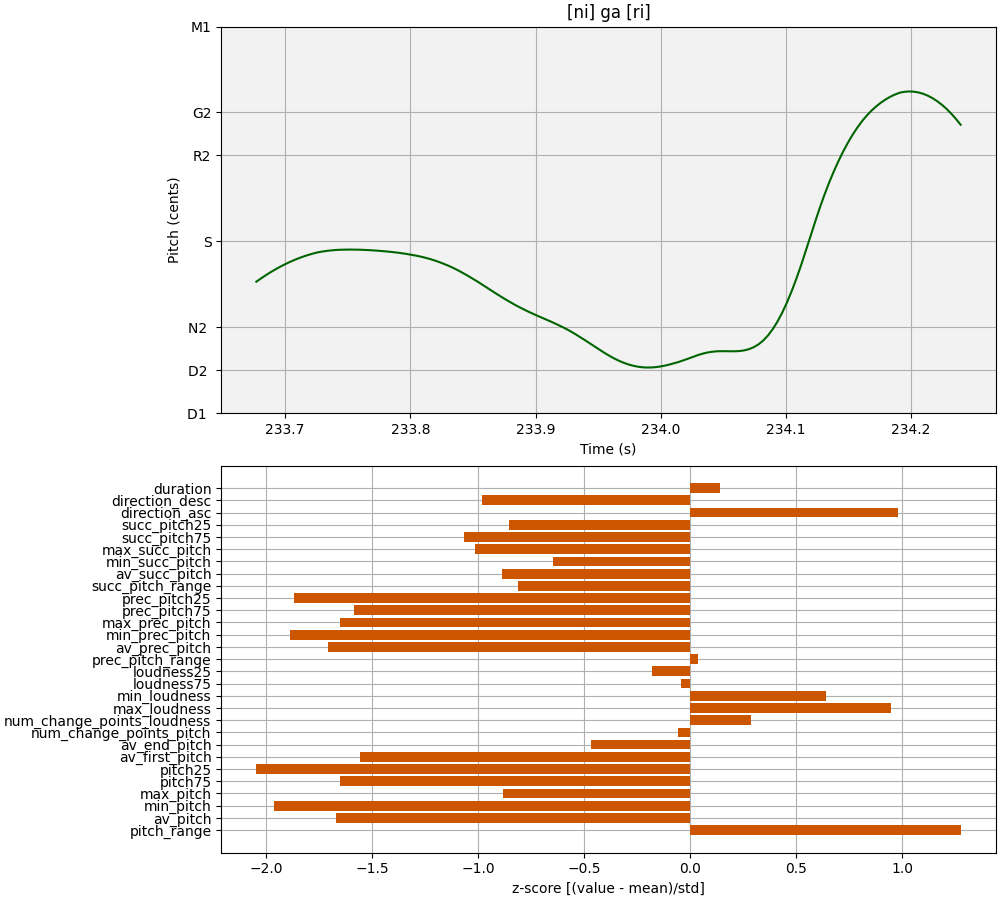 [ni] ga [ri]
M1
G2
R2
S
N2
D2
D1
Pitch (cents)
233.7 233.8 233.9 234.0 234.1 234.2
Time (s)
duration
direction_desc
direction_asc
succ_pitch25
succ_pitch75
max_succ_pitch
min_succ_pitch
av_succ_pitch
succ_pitch_range
prec_pitch25
prec_pitch75
max_prec_pitch
min_prec_pitch
av_prec_pitch
prec_pitch_range
loudness25
loudness75
min_loudness
max_loudness
num_change_points_loudness
num_change_points_pitch
av_end_pitch
av_first_pitch
pitch25
pitch75
max_pitch
min_pitch
av_pitch
pitch_range
−2.0 −1.5 −1.0 −0.5 0.0 0.5 1.0
z-score [(value - mean)/std]